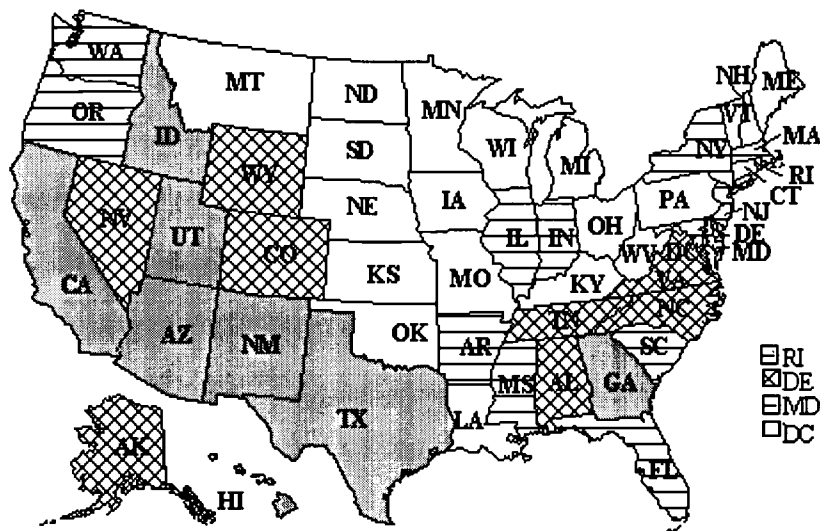 WA
MT
ND
MN
NH
ME
VT
OR
ID
SD
WI
MI
NY
MA
RI
CT
WY
NE
IA
PA
NJ
NV
UT
CO
IL
IN
OH
WV
DC
DE
MD
VA
CA
KS
MO
KY
NC
TN
AZ
NM
OK
AR
SC
MS
AL
GA
TX
LA
FL
AK
HI
RI
DE
MD
DC